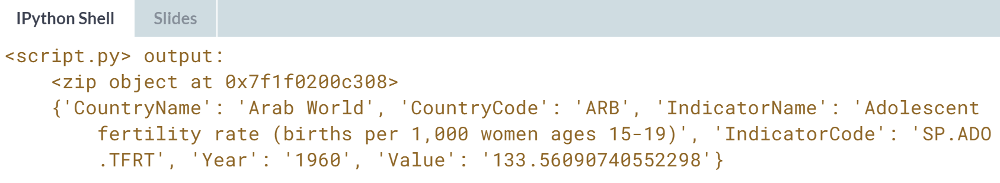 IPython Shell Slides
<script.py> output:
<zip object at 0x7f1f0200c308>
{'CountryName': 'Arab World', 'CountryCode': 'ARB', 'IndicatorName': 'Adolescent
fertility rate (births per 1,000 women ages 15-19)', 'IndicatorCode': 'SP.ADO
.TFRT', 'Year': '1960', 'Value': '133.56090740552298'}